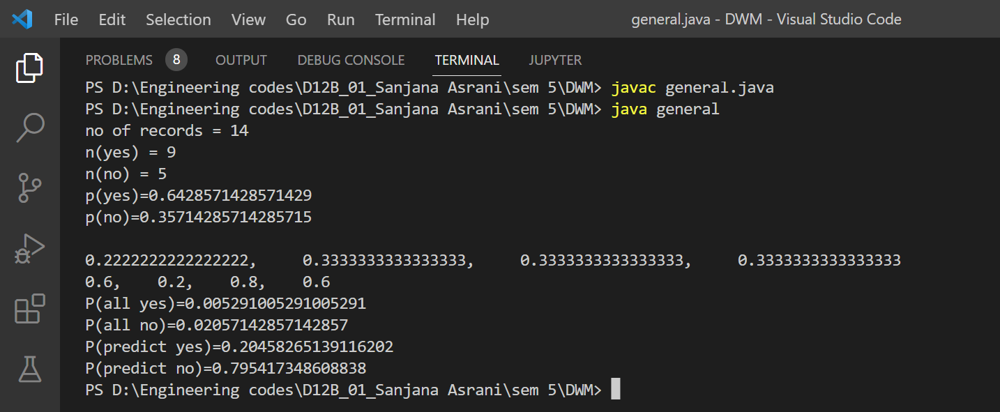 File Edit Selection View Go Run Terminal Help general.java - DWM - Visual Studio Code
PROBLEMS 8 OUTPUT DEBUG CONSOLE TERMINAL JUPYTER
PS D:\Engineering codes\D12B_01_Sanjana Asrani\sem 5\DWM> javac general.java
PS D:\Engineering codes\D12B_01_Sanjana Asrani\sem 5\DWM> java general
no of records = 14
n(yes) = 9
n(no) = 5
p(yes)=0.6428571428571429
p(no)=0.35714285714285715
0.2222222222222222, 0.3333333333333333, 0.3333333333333333, 0.3333333333333333
0.6, 0.2, 0.8, 0.6
P(all yes)=0.005291005291005291
P(all no)=0.02057142857142857
P(predict yes)=0.20458265139116202
P(predict no)=0.795417348608838
PS D:\Engineering codes\D12B_01_Sanjana Asrani\sem 5\DWM>